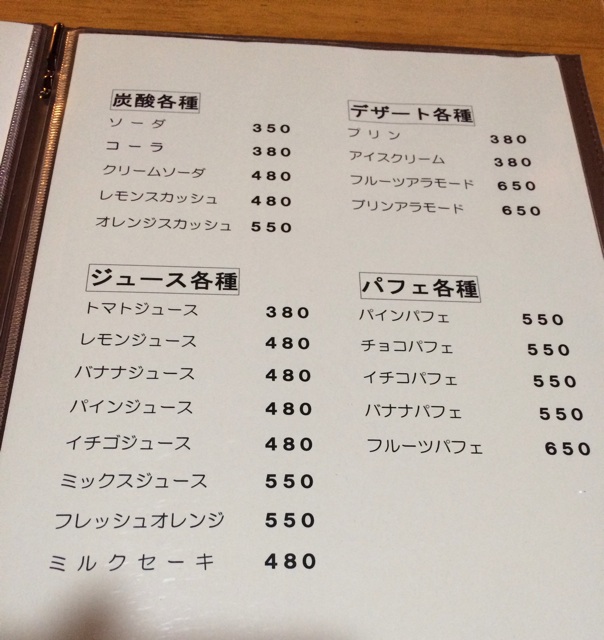 炭酸各種
ソーダ 350
コーラ 380
クリームソーダ 480
レモンスカッシュ 480
オレンジスカッシュ 550
ジュース各種
トマトジュース 380
レモンジュース 480
バナナジュース 480
パインジュース 480
イチゴジュース 480
ミックスジュース 550
フレッシュオレンジ 550
ミルクセーキ 480
デザート各種
プリン 380
アイスクリーム 380
フルーツアラモード 650
プリンアラモード 650
パフェ各種
パインパフェ 550
チョコパフェ 550
イチコパフェ 550
バナナパフェ 550
フルーツパフェ 650